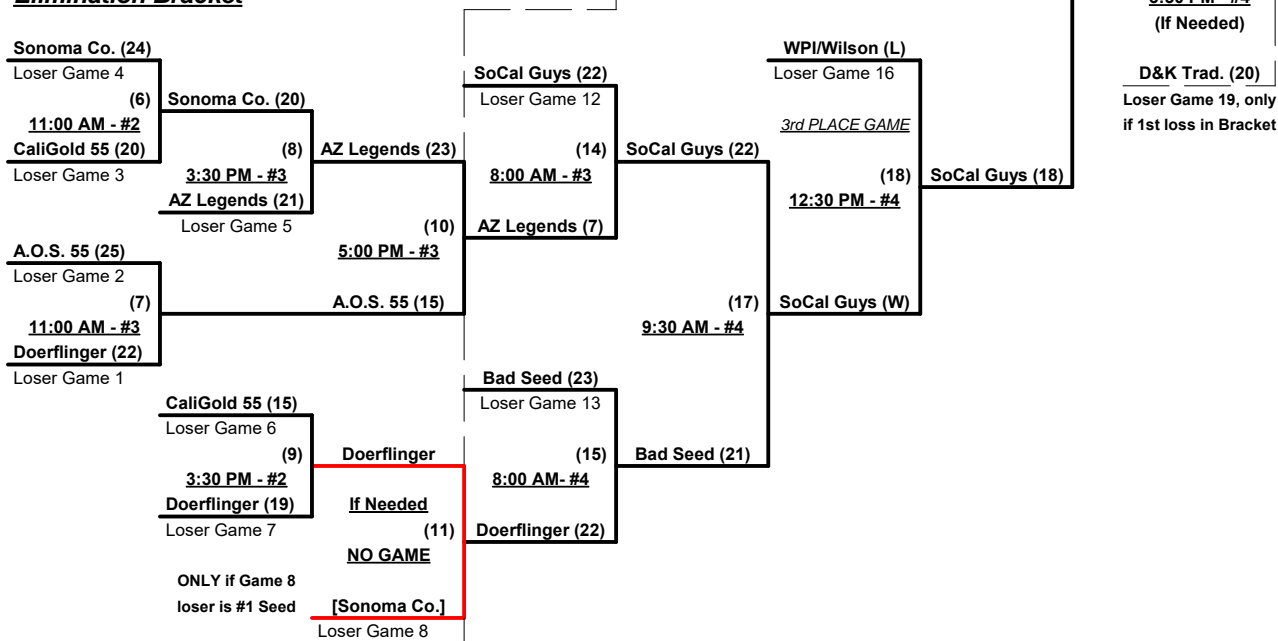 Elimination Bracket
Sonoma Co. (24)
Loser Game 4
(6)
11:00 AM - #2
CaliGold 55 (20)
Loser Game 3
Sonoma Co. (20)
(8)
3:30 PM - #3
AZ Legends (21)
Loser Game 5
A.O.S. 55 (25)
Loser Game 2
(7)
11:00 AM - #3
Doerflinger (22)
Loser Game 1
AZ Legends (23)
(10)
5:00 PM - #3
A.O.S. 55 (15)
CaliGold 55 (15)
Loser Game 6
(9)
3:30 PM - #2
Doerflinger (19)
Loser Game 7
Doerflinger
If Needed
(11)
NO GAME
ONLY if Game 8
loser is #1 Seed
[Sonoma Co.]
Loser Game 8
SoCal Guys (22)
Loser Game 12
(14)
8:00 AM - #3
AZ Legends (7)
Bad Seed (23)
Loser Game 13
(15)
8:00 AM- #4
Doerflinger (22)
SoCal Guys (22)
(17)
9:30 AM - #4
Bad Seed (21)
WPI/Wilson (L)
Loser Game 16
3rd PLACE GAME
(18)
12:30 PM - #4
SoCal Guys (W)
SoCal Guys (18)
(If Needed)
D&K Trad. (20)
Loser Game 19, only
if 1st loss in Bracket